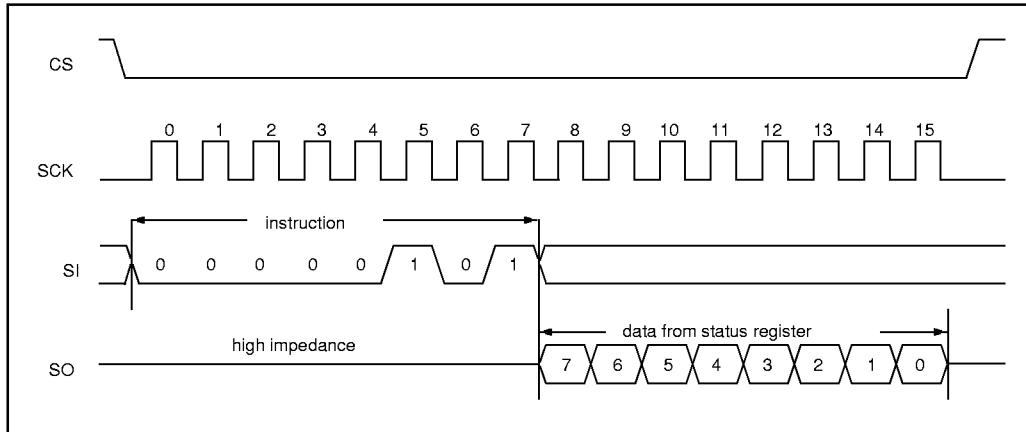 CS
0 1 2 3 4 5 6 7 8 9 10 11 12 13 14 15
SCK
instruction
SI 0 0 0 0 0 1 0 1
data from status register
high impedance
SO 7 6 5 4 3 2 1 0